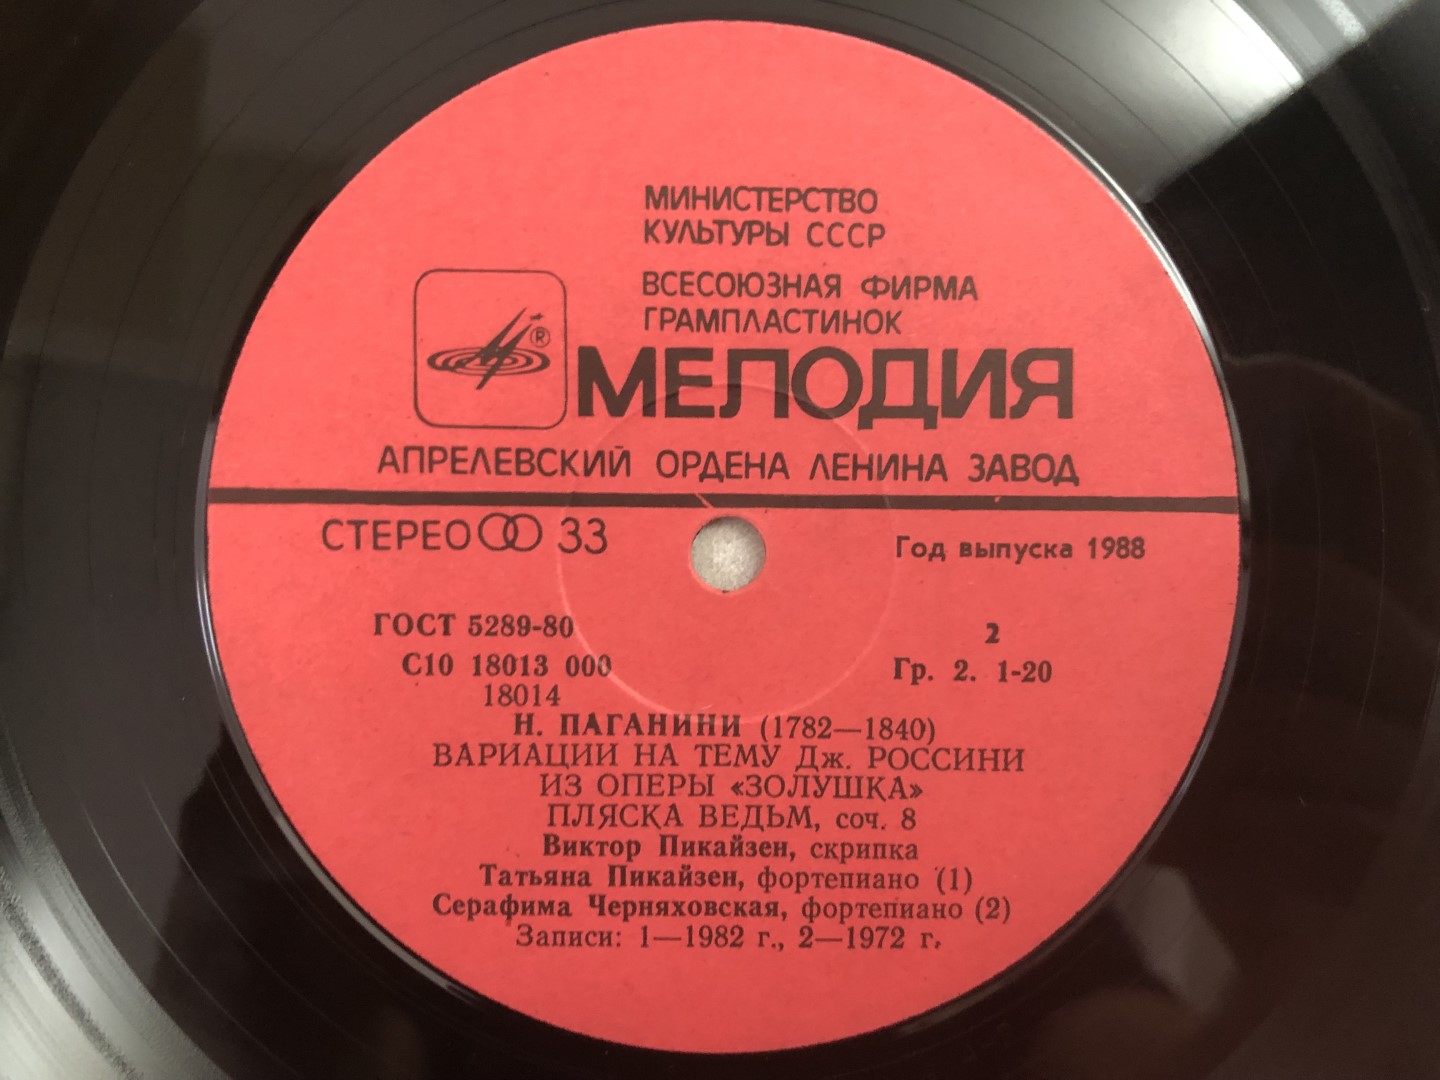 МИНИСТЕРСТВО
КУЛЬТУРЫ СССР
ВСЕСОЮЗНАЯ ФИРМА
ГРАМПЛАСТИНОК
®
МЕЛОДИЯ
АПРЕЛЕВСКИЙ ОРДЕНА ЛЕНИНА ЗАВОД
СТЕРЕО 33
Год выпуска 1988
ГОСТ 5289-80
2
С10 18013 000
Гр. 2. 1-20
18014
Н. ПАГАНИНИ (1782—1840)
ВАРИАЦИИ НА ТЕМУ Дж. РОССИНИ
ИЗ ОПЕРЫ «ЗОЛУШКА»
ПЛЯСКА ВЕДЬМ, соч. 8
Виктор Пикайзен, скрипка
Татьяна Пикайзен, фортепиано (1)
Серафима Черняховская, фортепиано (2)
Записи: 1—1982 г., 2—1972 г.